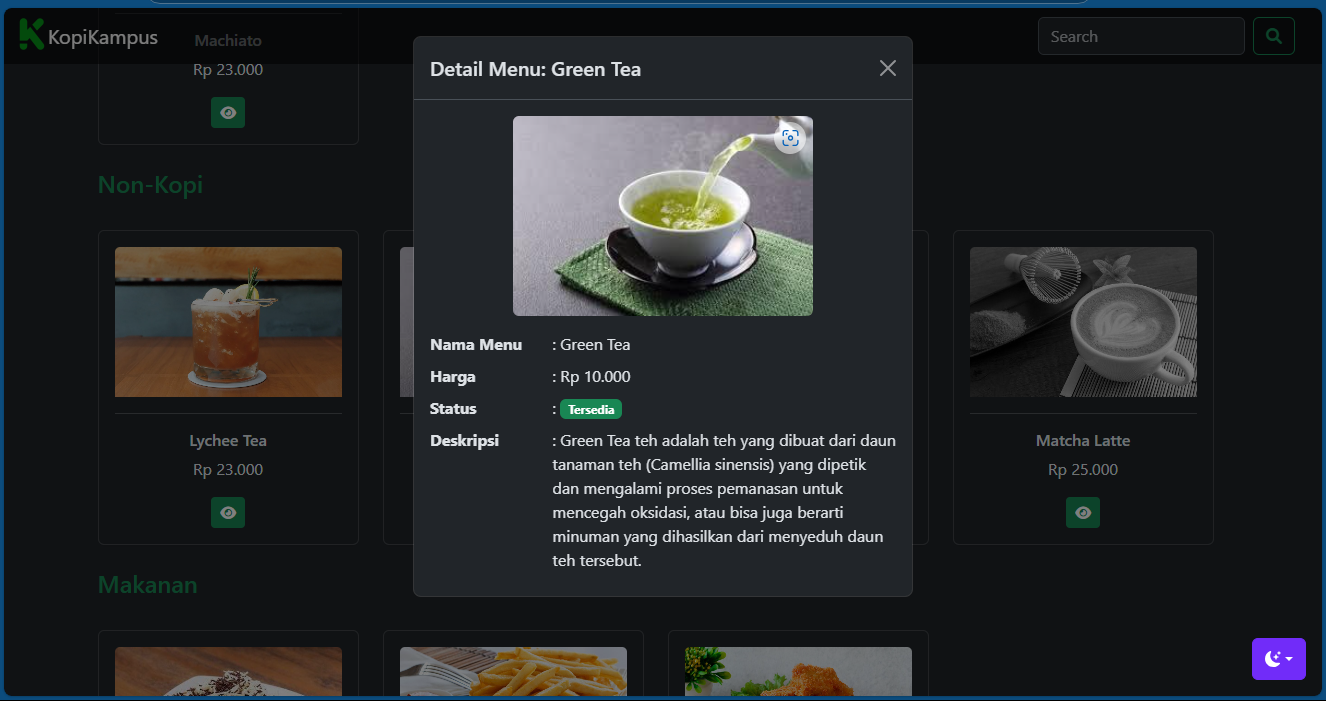 KopiKampus
Machiato
Search
Rp 23.000
Detail Menu: Green Tea
Non-Kopi
Nama Menu : Green Tea
Harga : Rp 10.000
Status : Tersedia
Deskripsi : Green Tea teh adalah teh yang dibuat dari daun
tanaman teh (Camellia sinensis) yang dipetik
dan mengalami proses pemanasan untuk
mencegah oksidasi, atau bisa juga berarti
minuman yang dihasilkan dari menyeduh daun
teh tersebut.
Lychee Tea
Rp 23.000
Matcha Latte
Rp 25.000
Makanan